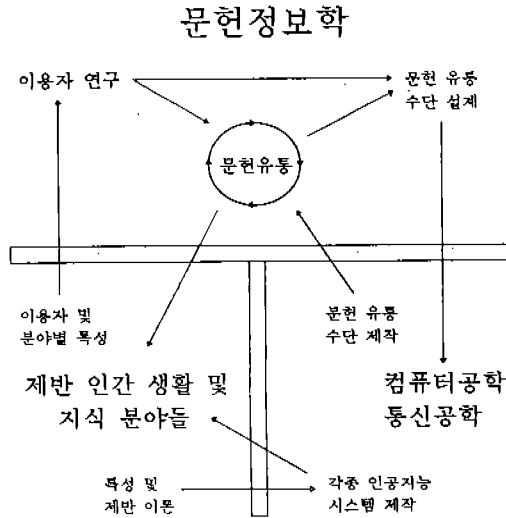 문헌정보학
이용자 연구
문헌 유통
수단 설계
문헌유통
이용자 및
분야별 특성
문헌 유통
수단 제작
제반 인간 생활 및
지식 분야들
컴퓨터공학
통신공학
특성 및
제반 이론
각종 인공지능
시스템 제작